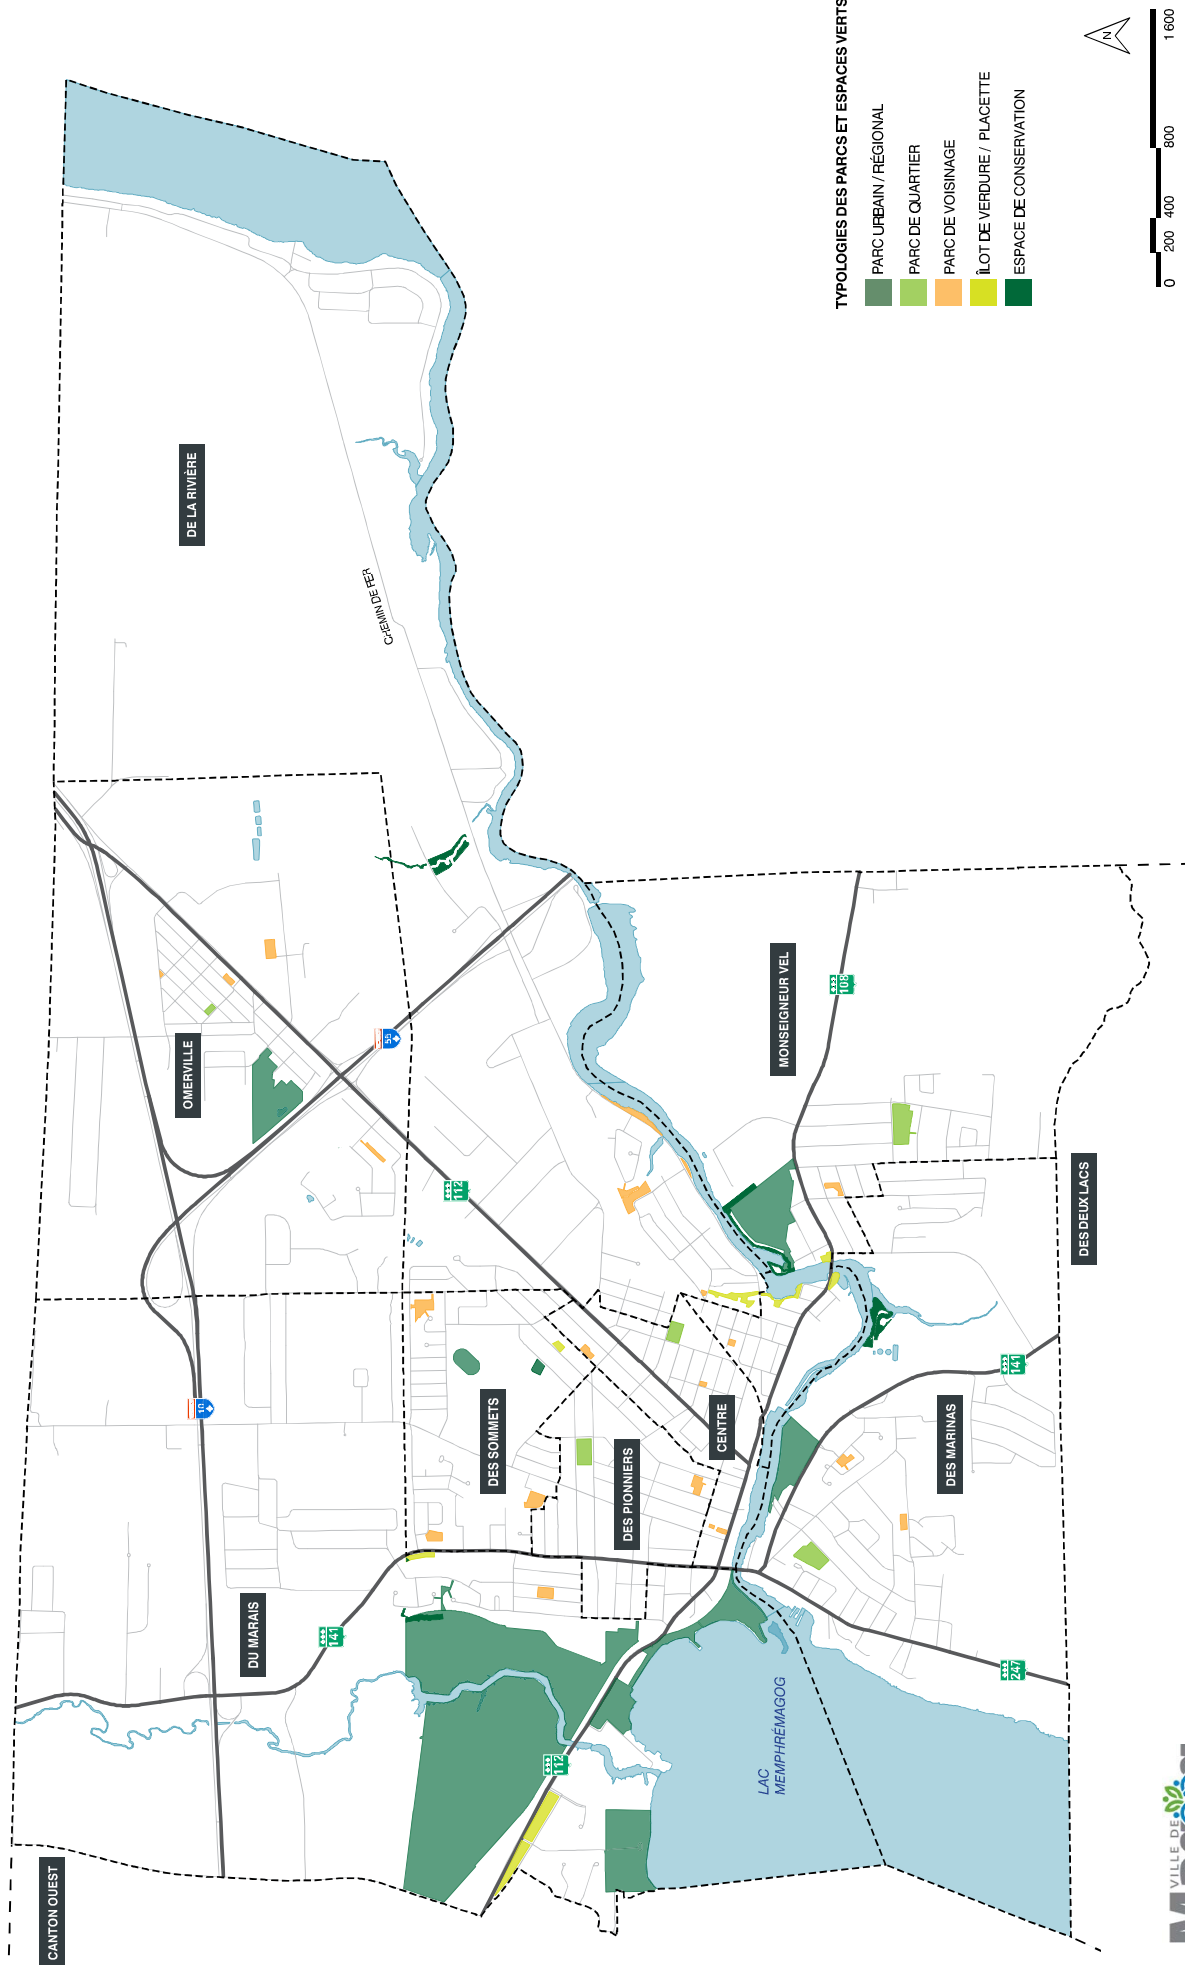 TYPOLOGIES DES PARCS ET ESPACES VERTS
PARC URBAIN / RÉGIONAL
PARC DE QUARTIER
PARC DE VOISINAGE
ÎLOT DE VERDURE / PLACETTE
ESPACE DE CONSERVATION
N
0 200 400 800 1 600
DE LA RIVIÈRE
CHEMIN DE FER
OMERVILLE
MONSEIGNEUR VEL
108
55
112
DES DEUX LACS
10
141
DES SOMMETS
CENTRE
DES MARINAS
DES PIONNIERS
DU MARAIS
141
247
112
LAC
MEMPHRÉMAGOG
CANTON OUEST
VILLE DE